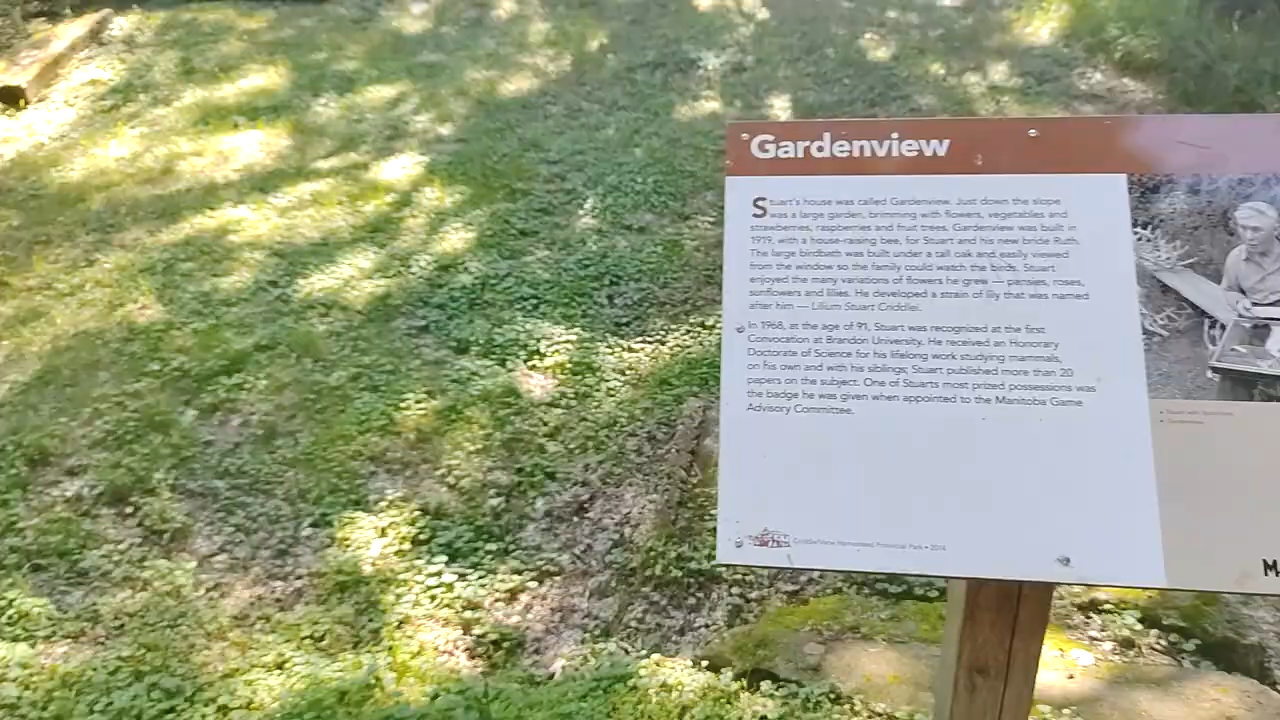 Gardenview
Stuart's house was called Gardenview. Just down the slope
was a large garden, brimming with flowers, vegetables and
strawberries, raspberries and fruit trees. Gardenview was built in
1919, with a house-raising bee, for Stuart and his new bride Ruth.
The large birdbath was built under a tall oak and easily viewed
from the window so the family could watch the birds. Stuart
enjoyed the many variations of flowers he grew — pansies, roses,
sunflowers and lilies. He developed a strain of lily that was named
after him — Lilium Stuart Criddlei.
In 1968, at the age of 91, Stuart was recognized at the first
Convocation at Brandon University. He received an Honorary
Doctorate of Science for his lifelong work studying mammals,
on his own and with his siblings; Stuart published more than 20
papers on the subject. One of Stuarts most prized possessions was
the badge he was given when appointed to the Manitoba Game
Advisory Committee.
Provincial Park • 2014